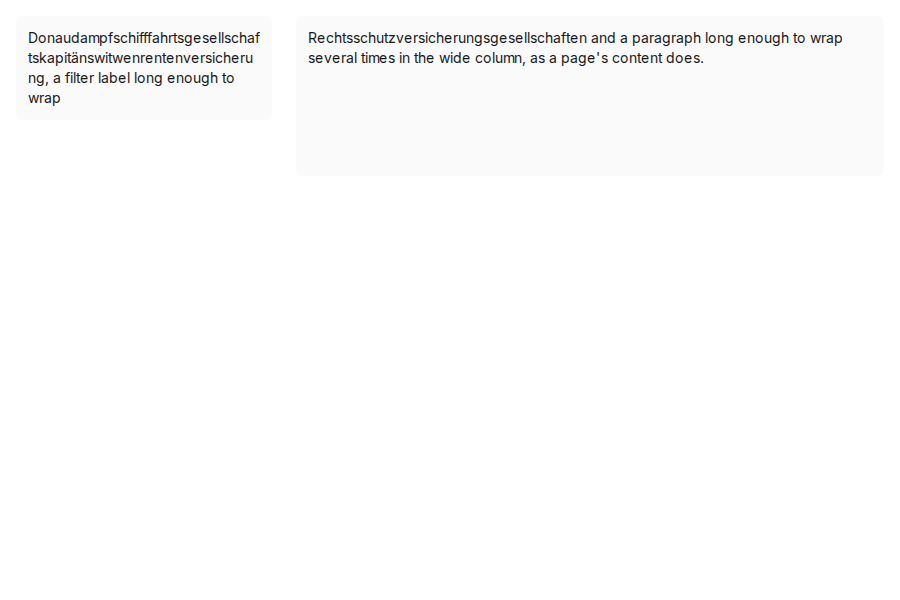 Donaudampfschifffahrtsgesellschaf
tskapitänswitwenrentenversicheru
ng, a filter label long enough to
wrap
Rechtsschutzversicherungsgesellschaften and a paragraph long enough to wrap
several times in the wide column, as a page's content does.